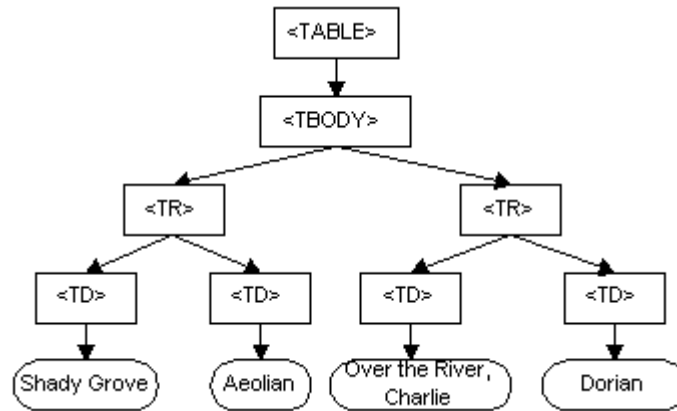 <TABLE>
<TBODY>
<TR>
<TR>
<TD>
<TD>
<TD>
<TD>
Shady Grove
Aeolian
Over the River,
Charlie
Dorian